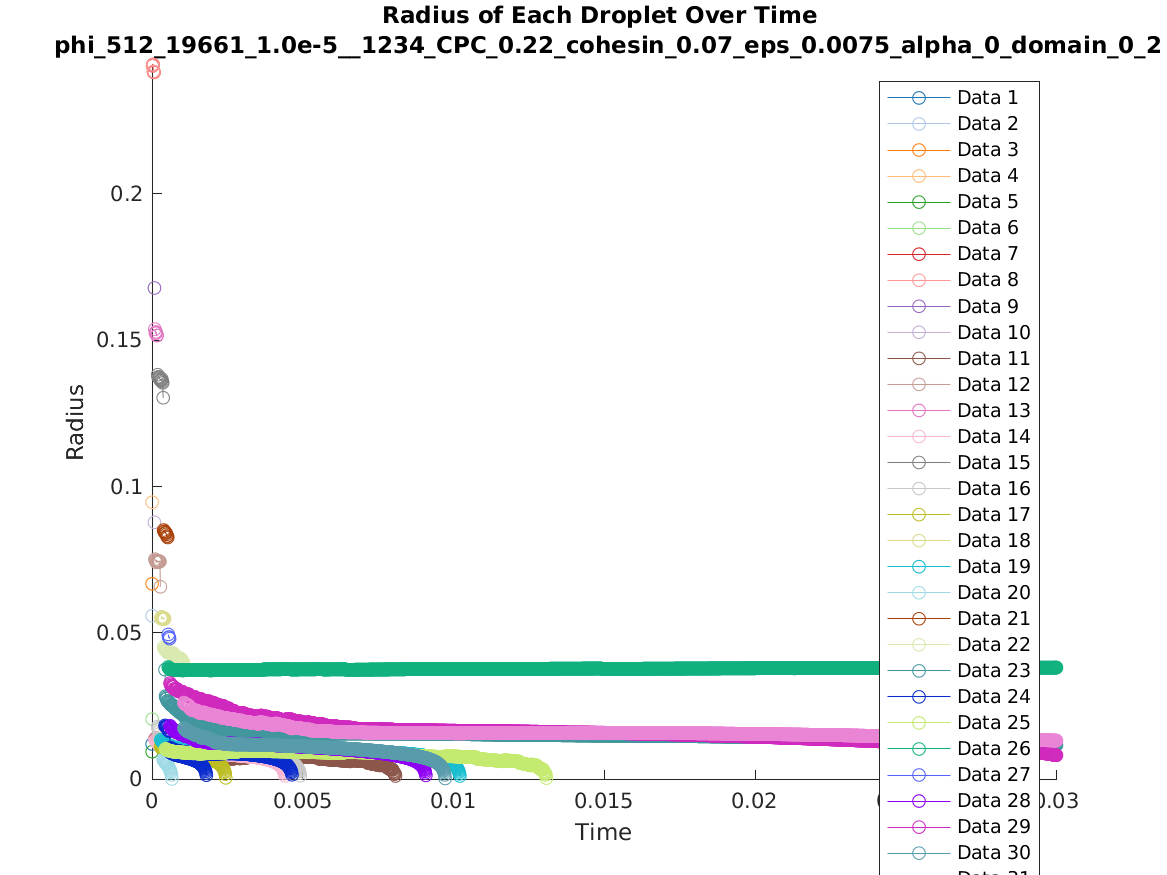 Radius of Each Droplet Over Time
phi_512_19661_1.0e-5__1234_CPC_0.22_cohesin_0.07_eps_0.0075_alpha_0_domain_0_2
0.2
0.15
0.1
0.05
0
Radius
0
0.005
0.01
0.015
0.02
0.03
Time
Data 1
Data 2
Data 3
Data 4
Data 5
Data 6
Data 7
Data 8
Data 9
Data 10
Data 11
Data 12
Data 13
Data 14
Data 15
Data 16
Data 17
Data 18
Data 19
Data 20
Data 21
Data 22
Data 23
Data 24
Data 25
Data 26
Data 27
Data 28
Data 29
Data 30